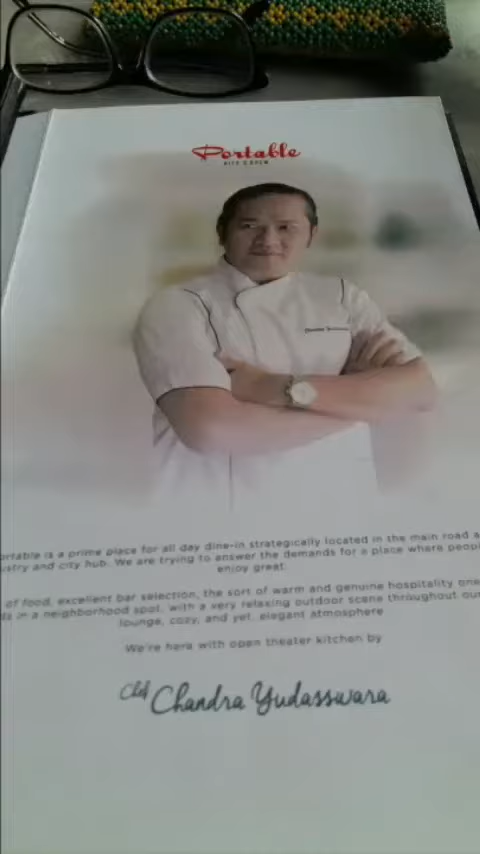 Portable
ortable is a prime place for all day dine-in strategically located in the main road a
ustry and city hub. We are trying to answer the demands for a place where peopl
enjoy great
of food, excellent bar selection, the sort of warm and genuine hospitality one
ds in a neighborhood spot, with a very relaxing outdoor scene throughout our
lounge, cozy, and yet, elegant atmosphere
We're here with open theater kitchen by
Chandra Yudasswara